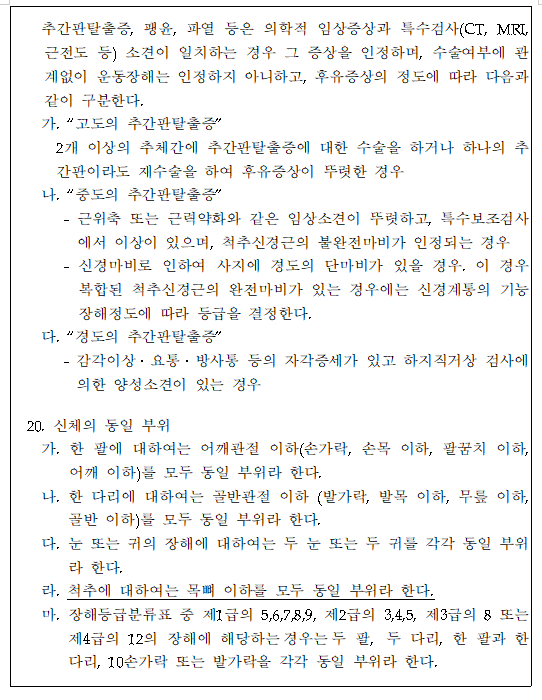 추간판탈출증, 팽윤, 파열 등은 의학적 임상증상과 특수검사(CT, MRI,
근전도 등) 소견이 일치하는 경우 그 증상을 인정하며, 수술여부에 관
계없이 운동장해는 인정하지 아니하고, 후유증상의 정도에 따라 다음과
같이 구분한다.
가. “고도의 추간판탈출증”
2개 이상의 추체간에 추간판탈출증에 대한 수술을 하거나 하나의 추
간판이라도 재수술을 하여 후유증상이 뚜렷한 경우
나. “중도의 추간판탈출증”
- 근위축 또는 근력약화와 같은 임상소견이 뚜렷하고, 특수보조검사
에서 이상이 있으며, 척추신경근의 불완전마비가 인정되는 경우
- 신경마비로 인하여 사지에 경도의 단마비가 있을 경우. 이 경우
복합된 척추신경근의 완전마비가 있는 경우에는 신경계통의 기능
장해정도에 따라 등급을 결정한다.
다. “경도의 추간판탈출증”
- 감각이상·요통·방사통 등의 자각증세가 있고 하지직거상 검사에
의한 양성소견이 있는 경우
20. 신체의 동일 부위
가. 한 팔에 대하여는 어깨관절 이하(손가락, 손목 이하, 팔꿈치 이하,
어깨 이하)를 모두 동일 부위라 한다.
나. 한 다리에 대하여는 골반관절 이하 (발가락, 발목 이하, 무릎 이하,
골반 이하)를 모두 동일 부위라 한다.
다. 눈 또는 귀의 장해에 대하여는 두 눈 또는 두 귀를 각각 동일 부위
라 한다.
라. 척추에 대하여는 목뼈 이하를 모두 동일 부위라 한다.
마. 장해등급분류표 중 제1급의 5,6,7,8,9, 제2급의 3,4,5, 제3급의 8 또는
제4급의 12의 장해에 해당하는 경우는 두 팔, 두 다리, 한 팔과 한
다리, 10손가락 또는 발가락을 각각 동일 부위라 한다.